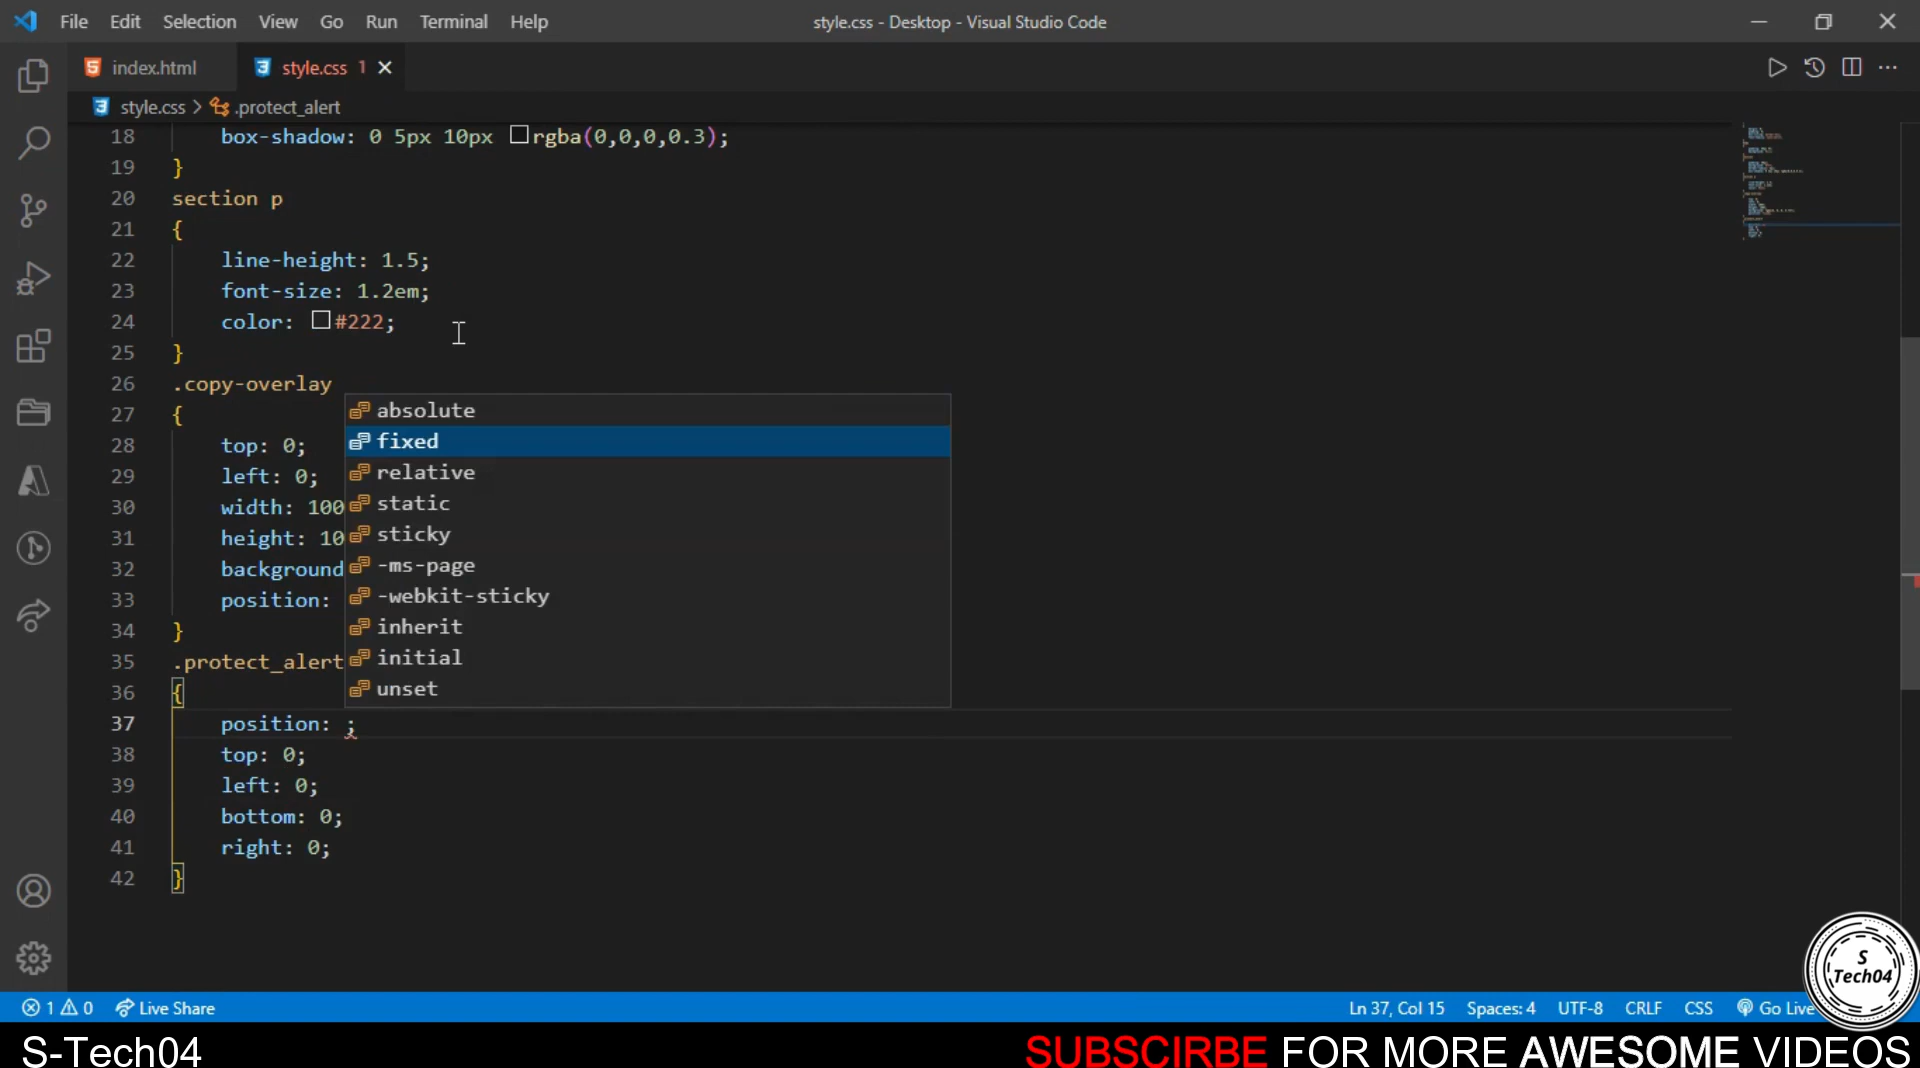 File Edit Selection View Go Run Terminal Help
style.css - Desktop - Visual Studio Code
index.html
style.css 1
style.css > .protect_alert
18 box-shadow: 0 5px 10px rgba(0,0,0,0.3);
19 }
20 section p
21 {
22 line-height: 1.5;
23 font-size: 1.2em;
24 color: #222;
25 }
26 .copy-overlay
27 {
28 top: 0;
29 left: 0;
30 width: 100
31 height: 10
32 background
33 position:
34 }
35 .protect_alert
36 {
37 position: ;
38 top: 0;
39 left: 0;
40 bottom: 0;
41 right: 0;
42 }
absolute
fixed
relative
static
sticky
-ms-page
-webkit-sticky
inherit
initial
unset
1 0 Live Share
Ln 37, Col 15 Spaces: 4 UTF-8 CRLF CSS Go Live
S
Tech04
S-Tech04
SUBSCIRBE FOR MORE AWESOME VIDEOS